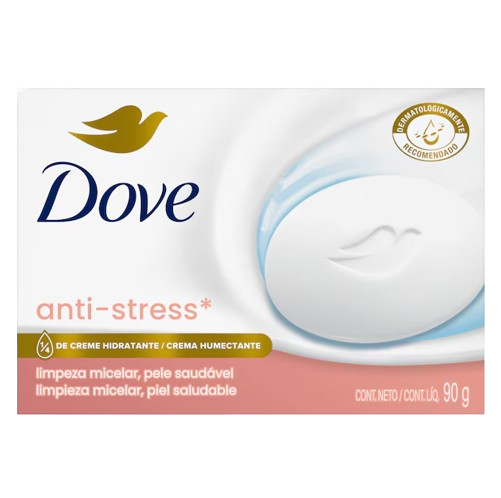 Dove
DERMATOLOGICAMENTE
RECOMENDADO
anti-stress*
1/4 DE CREME HIDRATANTE / CREMA HUMECTANTE
limpeza micelar, pele saudável
limpieza micelar, piel saludable
CONT. NETO / CONT. LÍQ. 90 g